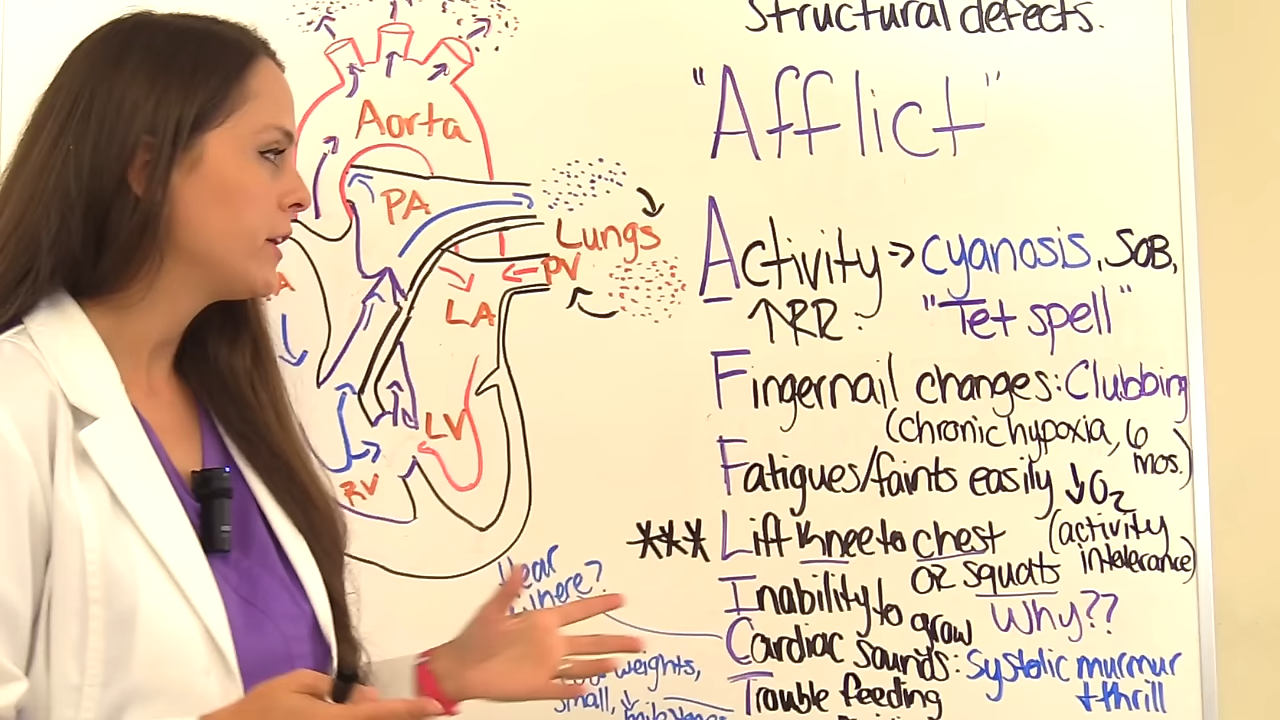 Structural defects.
"Afflict"
Activity → cyanosis, SOB,
↑RR. "Tet spell"
Fingernail changes: Clubbing
(chronic hypoxia, 6 mos.)
Fatigues/faints easily ↓O2
(activity intolerance)
*** Lift Knee to chest
or squats
Inability to grow Why??
Cardiac sounds: Systolic murmur
+ thrill
Trouble feeding
Aorta
PA
Lungs
PV
A
LA
LV
RV
Hear
where?
weights,
small,